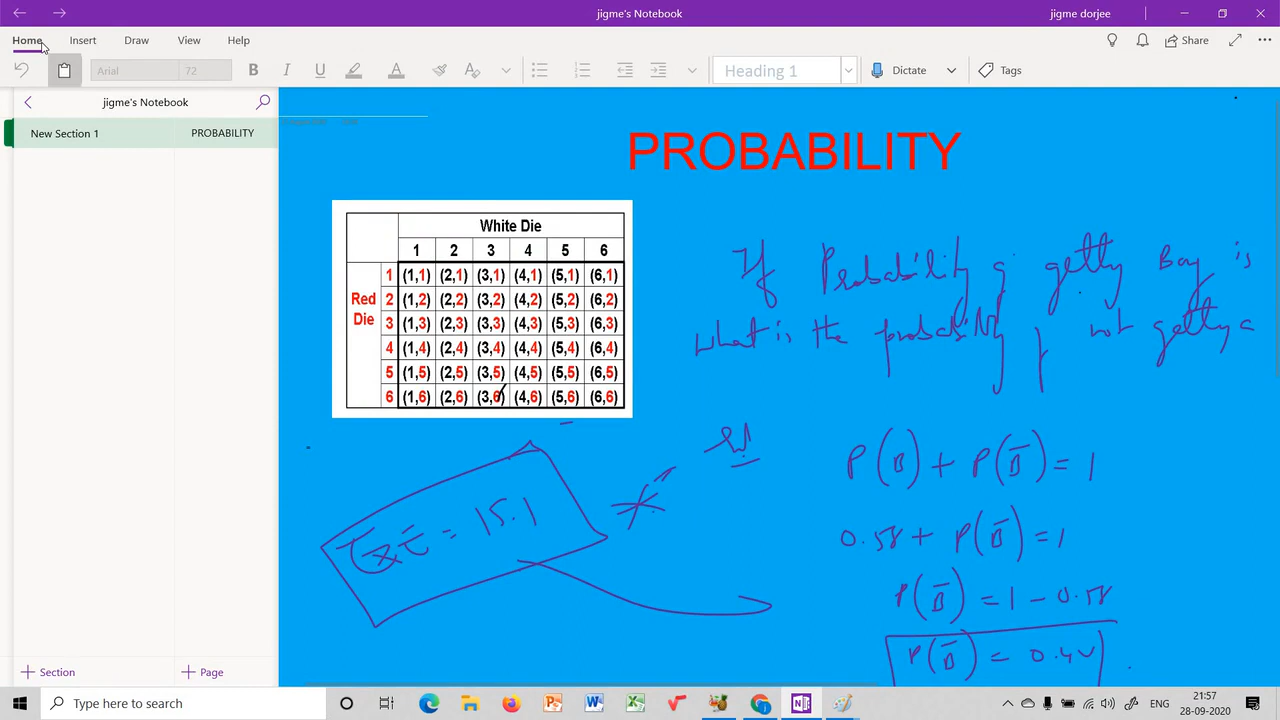 jigme's Notebook
jigme dorjee
Home Insert Draw View Help
Share
Arial 72 B I U A Heading 1 Dictate Tags
jigme's Notebook
New Section 1 PROBABILITY
PROBABILITY
White Die
1 2 3 4 5 6
Red Die
1 (1,1) (2,1) (3,1) (4,1) (5,1) (6,1)
2 (1,2) (2,2) (3,2) (4,2) (5,2) (6,2)
3 (1,3) (2,3) (3,3) (4,3) (5,3) (6,3)
4 (1,4) (2,4) (3,4) (4,4) (5,4) (6,4)
5 (1,5) (2,5) (3,5) (4,5) (5,5) (6,5)
6 (1,6) (2,6) (3,6) (4,6) (5,6) (6,6)
If Probability of getty Boy is
what is the probability of not getty a
P(B) + P(B̄) = 1
0.58 + P(B̄) = 1
P(B̄) = 1 - 0.58
= 15.1
+ Section + Page
Type here to search
ENG
21:57
28-09-2020